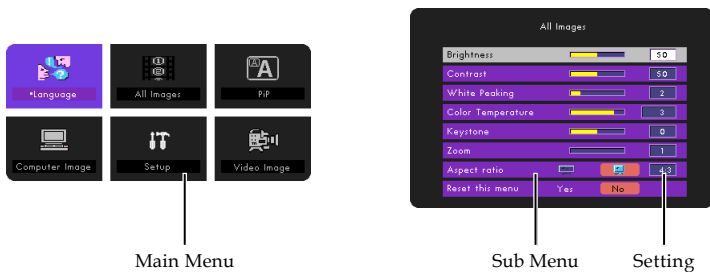 •Language
All Images
PiP
Computer Image
Setup
Video Image
Main Menu
All Images
Brightness 50
Contrast 50
White Peaking 2
Color Temperature 3
Keystone 0
Zoom 1
Aspect ratio 4:3
Reset this menu Yes No
Sub Menu
Setting